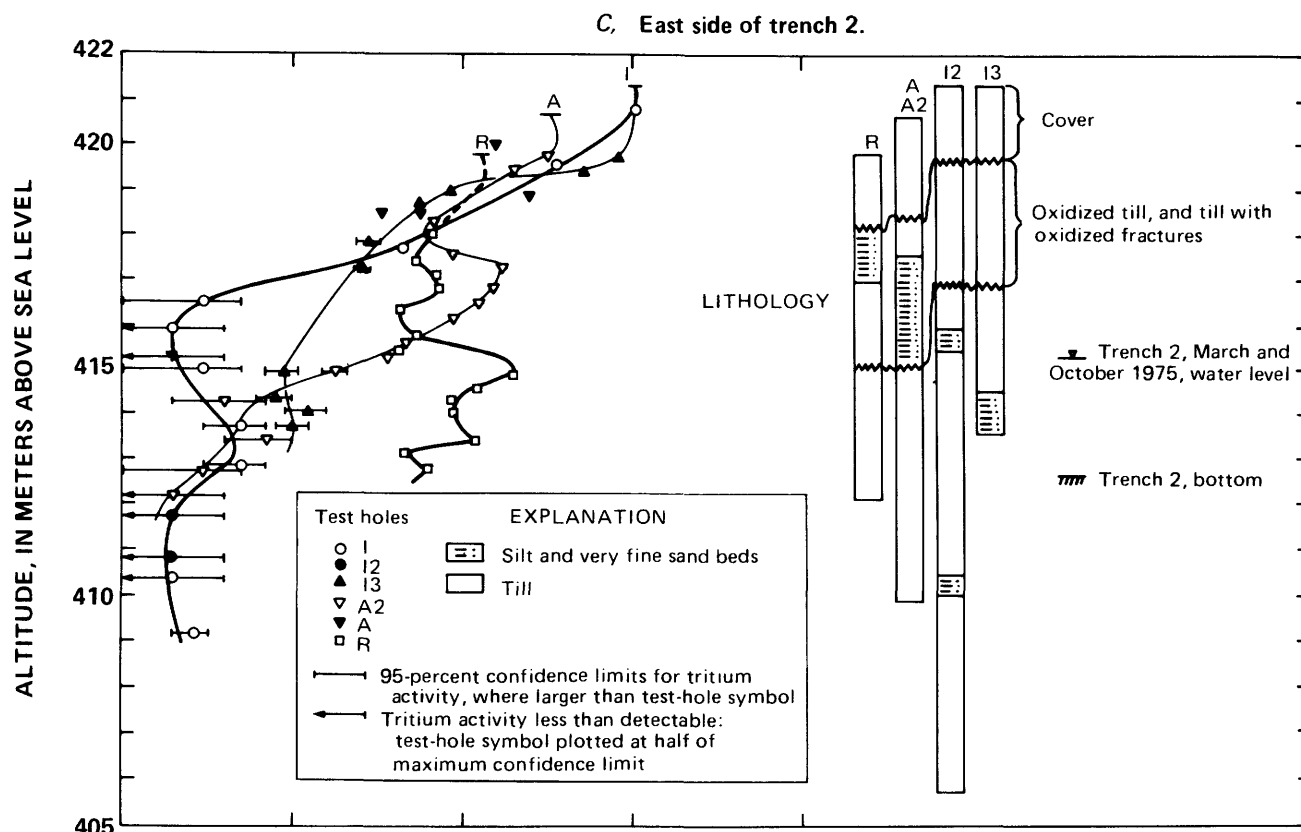 C, East side of trench 2.
422
420
415
410
405
ALTITUDE, IN METERS ABOVE SEA LEVEL
I
A
R
LITHOLOGY
R
A
A2
I2
I3
Cover
Oxidized till, and till with
oxidized fractures
Trench 2, March and
October 1975, water level
Trench 2, bottom
Test holes
I
I2
I3
A2
A
R
EXPLANATION
Silt and very fine sand beds
Till
95-percent confidence limits for tritium
activity, where larger than test-hole symbol
Tritium activity less than detectable:
test-hole symbol plotted at half of
maximum confidence limit